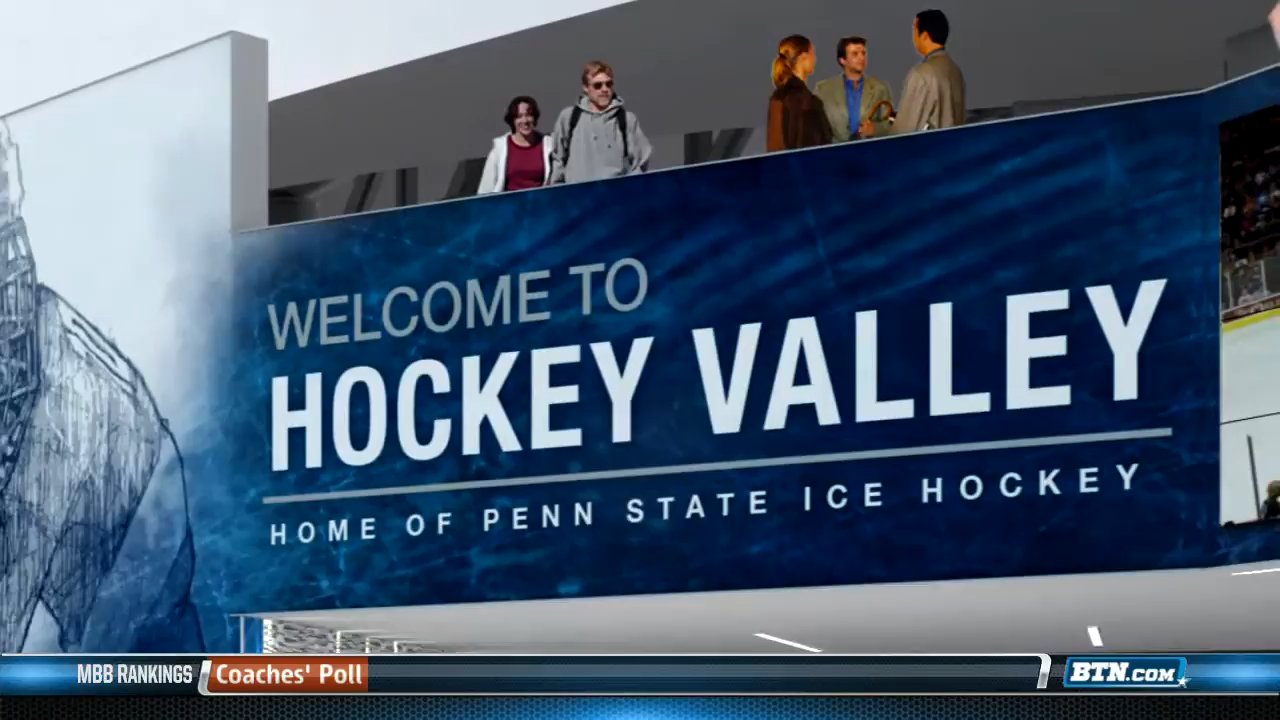 WELCOME TO
HOCKEY VALLEY
HOME OF PENN STATE ICE HOCKEY
MBB RANKINGS
Coaches' Poll
BTN.COM